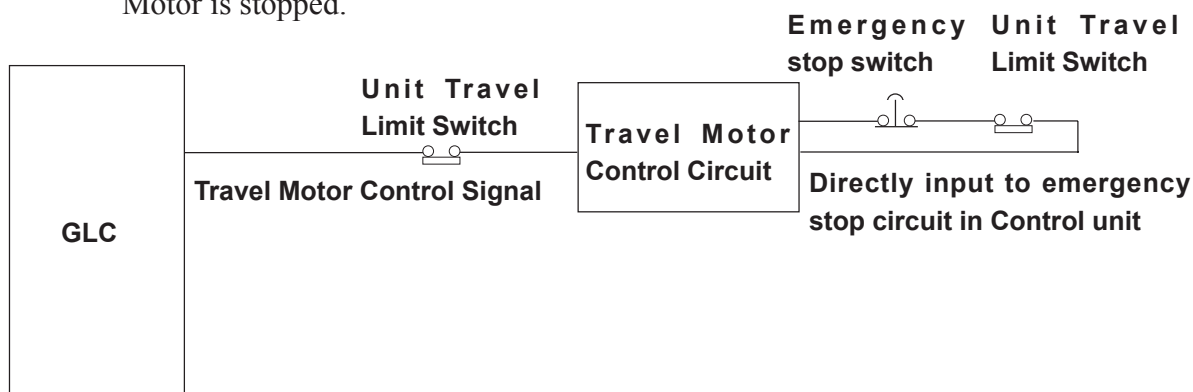 Motor is stopped.
Emergency
stop switch
Unit Travel
Limit Switch
Unit Travel
Limit Switch
Travel Motor
Control Circuit
Travel Motor Control Signal
Directly input to emergency
stop circuit in Control unit
GLC